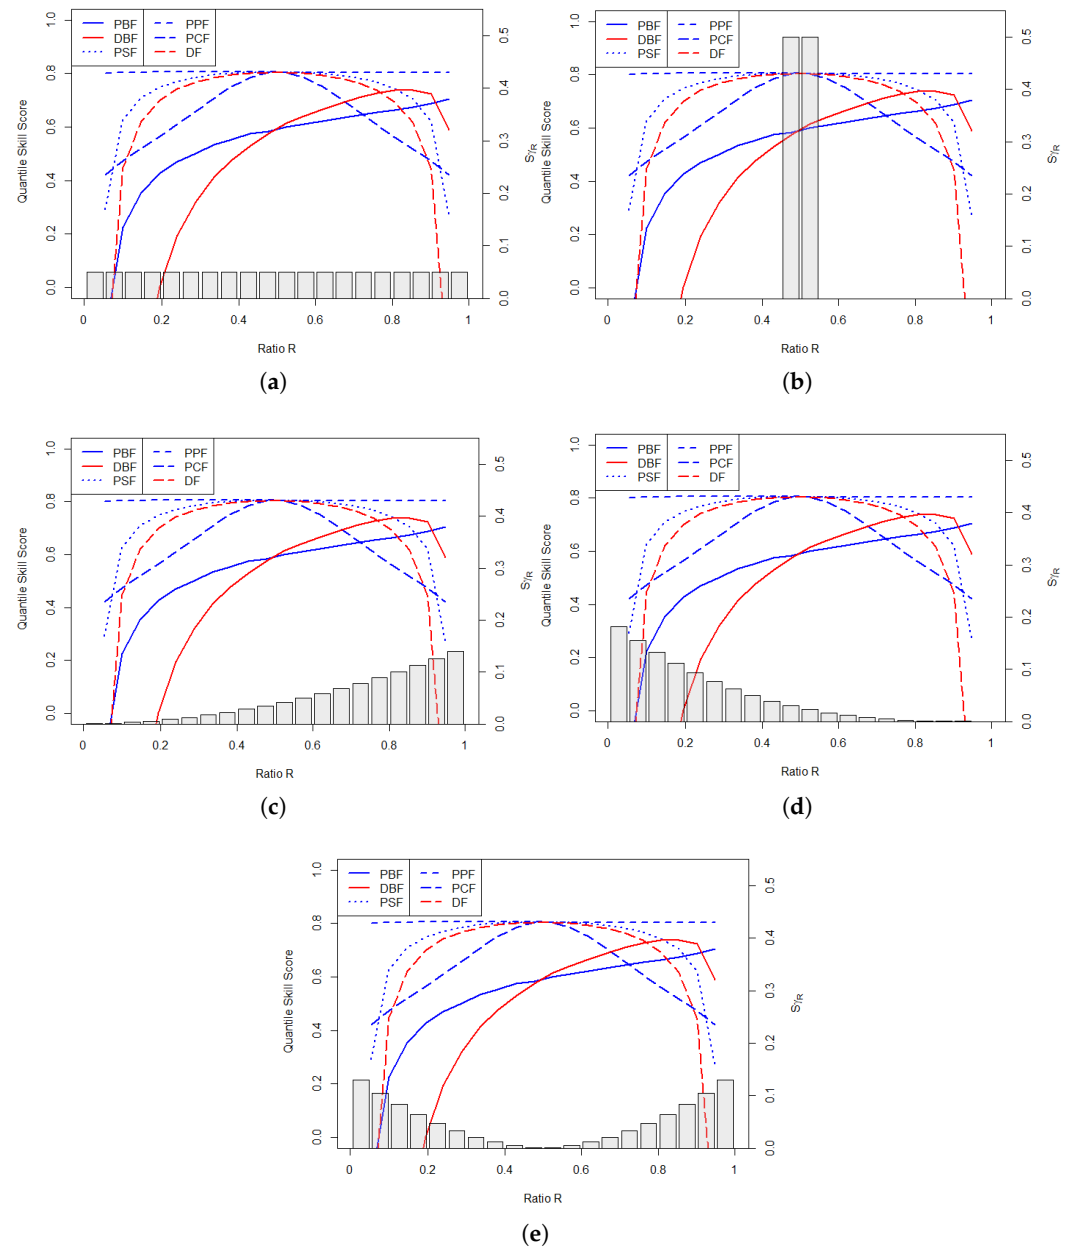 PBF PPF
DBF PCF
PSF DF
Quantile Skill Score
0.0 0.2 0.4 0.6 0.8 1.0
0.0 0.1 0.2 0.3 0.4 0.5
SγR
0 0.2 0.4 0.6 0.8 1
Ratio R
(a)
PBF PPF
DBF PCF
PSF DF
Quantile Skill Score
0.0 0.2 0.4 0.6 0.8 1.0
0.0 0.1 0.2 0.3 0.4 0.5
SγR
0 0.2 0.4 0.6 0.8 1
Ratio R
(b)
PBF PPF
DBF PCF
PSF DF
Quantile Skill Score
0.0 0.2 0.4 0.6 0.8 1.0
0.0 0.1 0.2 0.3 0.4 0.5
SγR
0 0.2 0.4 0.6 0.8 1
Ratio R
(c)
PBF PPF
DBF PCF
PSF DF
Quantile Skill Score
0.0 0.2 0.4 0.6 0.8 1.0
0.0 0.1 0.2 0.3 0.4 0.5
SγR
0 0.2 0.4 0.6 0.8 1
Ratio R
(d)
PBF PPF
DBF PCF
PSF DF
Quantile Skill Score
0.0 0.2 0.4 0.6 0.8 1.0
0.0 0.1 0.2 0.3 0.4 0.5
SγR
0 0.2 0.4 0.6 0.8 1
Ratio R
(e)